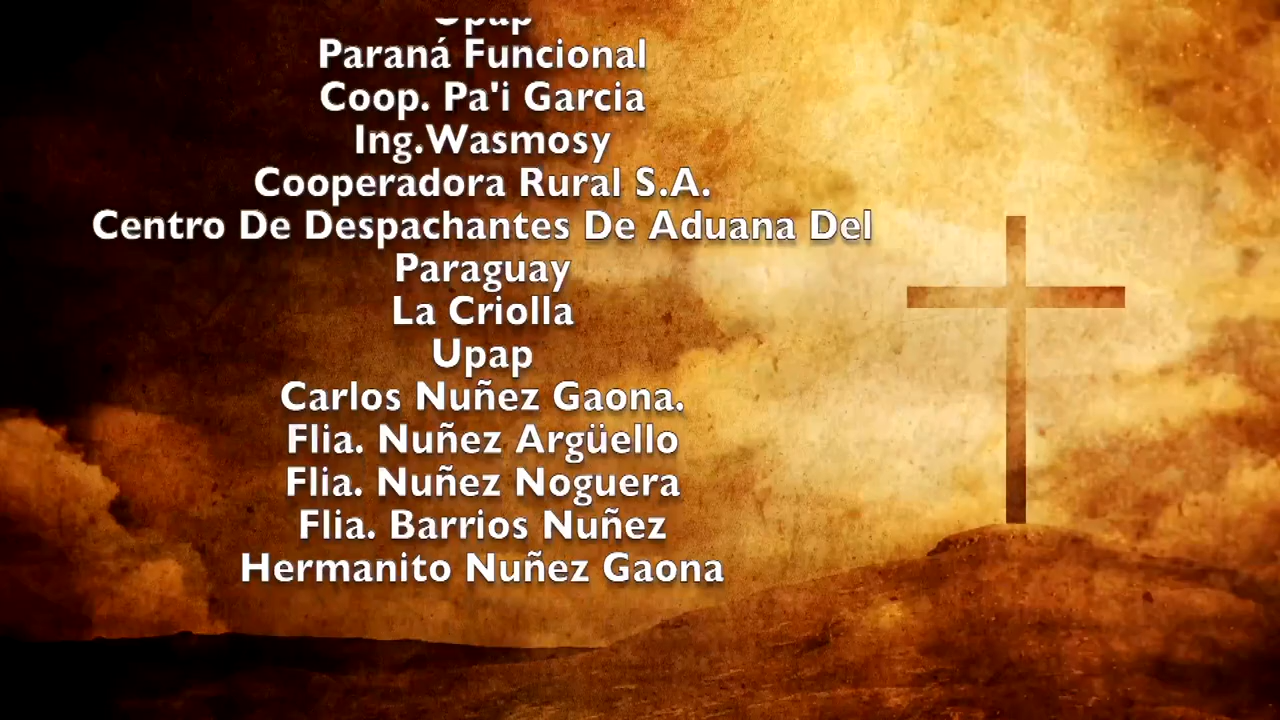 Paraná Funcional
Coop. Pa'i Garcia
Ing.Wasmosy
Cooperadora Rural S.A.
Centro De Despachantes De Aduana Del
Paraguay
La Criolla
Upap
Carlos Nuñez Gaona.
Flia. Nuñez Argüello
Flia. Nuñez Noguera
Flia. Barrios Nuñez
Hermanito Nuñez Gaona